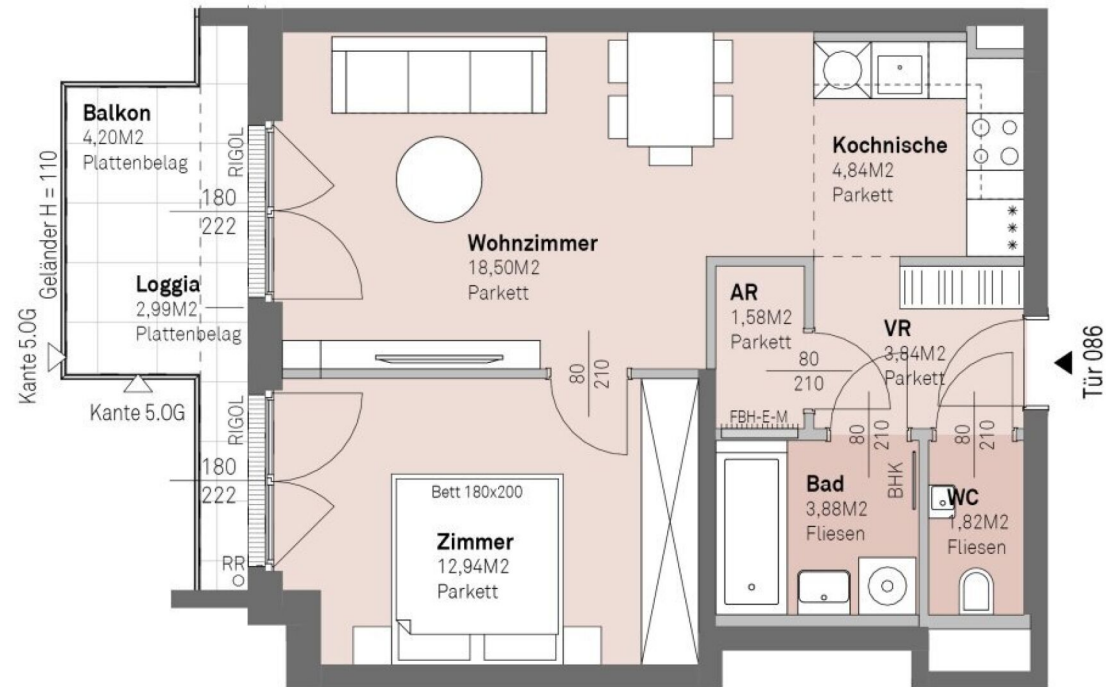 Balkon
4,20M2
Plattenbelag
Geländer H = 110
Kante 5.OG
Kante 5.OG
Loggia
2,99M2
Plattenbelag
RIGOL
180
222
RIGOL
180
222
RR
Wohnzimmer
18,50M2
Parkett
Kochnische
4,84M2
Parkett
AR
1,58M2
Parkett
80
210
FBH-E-M
VR
3,84M2
Parkett
Tür 086
80
210
Bett 180x200
Zimmer
12,94M2
Parkett
80
210
Bad
3,88M2
Fliesen
BHK
80
210
WC
1,82M2
Fliesen